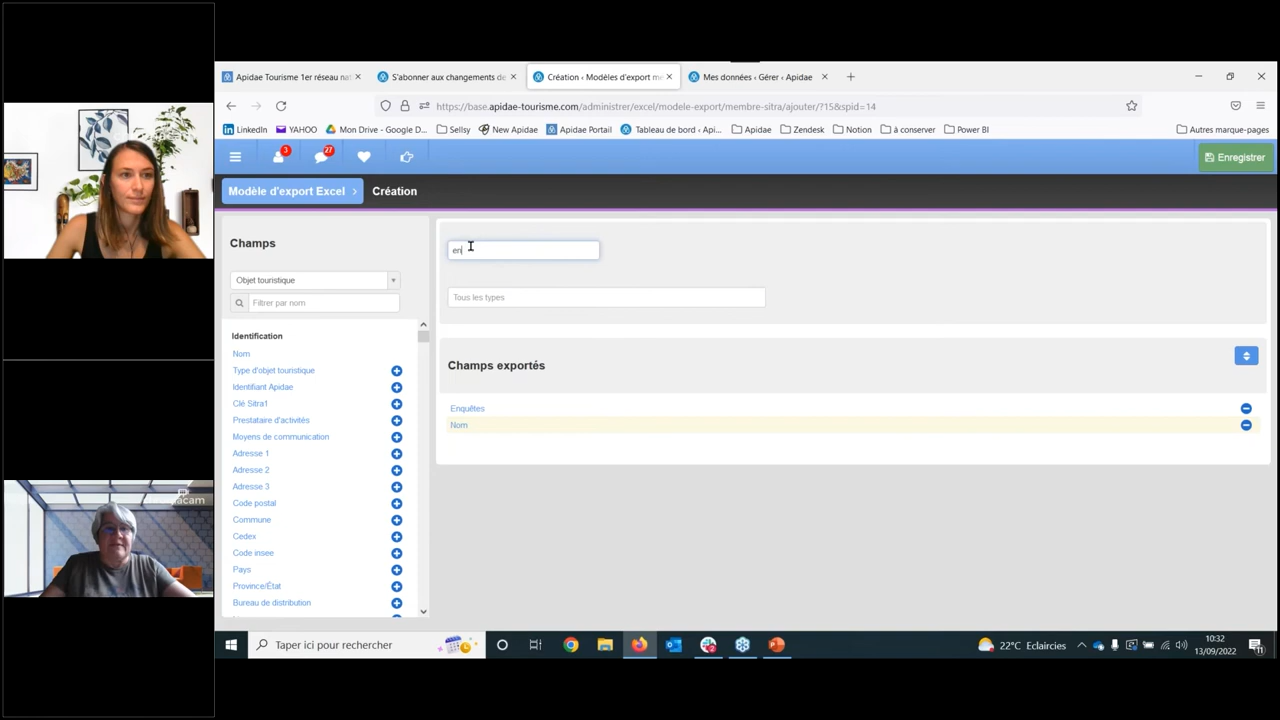 Apidae Tourisme 1er réseau nat
S'abonner aux changements de
Création ‹ Modèles d'export me
Mes données ‹ Gérer ‹ Apidae
https://base.apidae-tourisme.com/administrer/excel/modele-export/membre-sitra/ajouter/?15&spid=14
LinkedIn
YAHOO
Mon Drive - Google D...
Sellsy
New Apidae
Apidae Portail
Tableau de bord ‹ Api...
Apidae
Zendesk
Notion
à conserver
Power BI
Autres marque-pages
3
27
Enregistrer
Modèle d'export Excel
Création
Champs
Objet touristique
Filtrer par nom
Identification
Nom
Type d'objet touristique
Identifiant Apidae
Clé Sitra1
Prestataire d'activités
Moyens de communication
Adresse 1
Adresse 2
Adresse 3
Code postal
Commune
Cedex
Code insee
Pays
Province/État
Bureau de distribution
en
Tous les types
Champs exportés
Enquêtes
Nom
Taper ici pour rechercher
22°C Eclaircies
10:32
13/09/2022
11